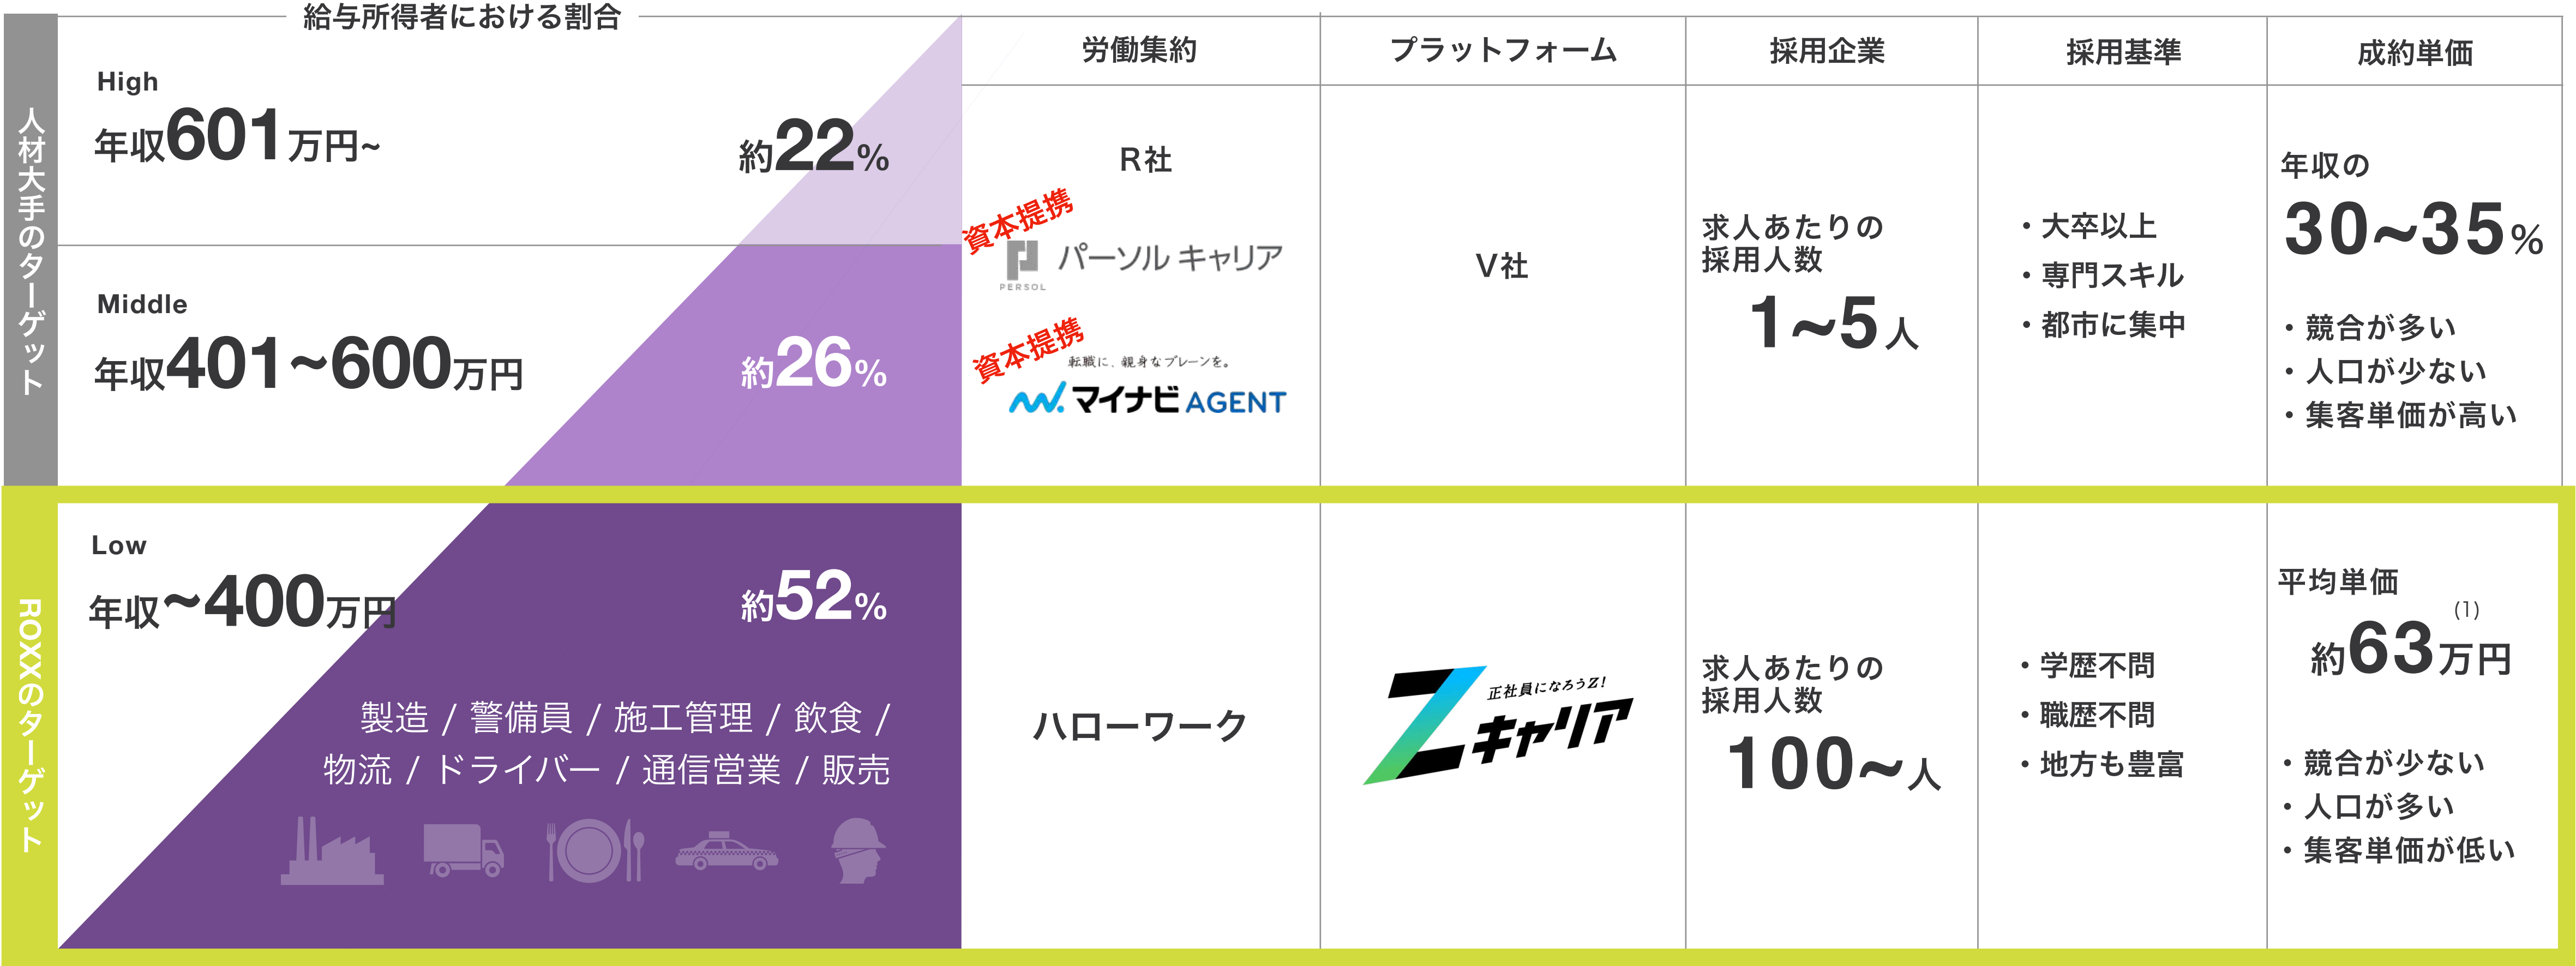 給与所得者における割合
労働集約
プラットフォーム
採用企業
採用基準
成約単価
人材大手のターゲット
High
年収601万円~
約22%
Middle
年収401~600万円
約26%
R社
資本提携
パーソル キャリア
PERSOL
資本提携
転職に、親身なブレーンを。
マイナビ AGENT
V社
求人あたりの
採用人数
1~5人
・大卒以上
・専門スキル
・都市に集中
年収の
30~35%
・競合が多い
・人口が少ない
・集客単価が高い
ROXXのターゲット
Low
年収~400万円
約52%
製造 / 警備員 / 施工管理 / 飲食 /
物流 / ドライバー / 通信営業 / 販売
ハローワーク
正社員になろうZ!
Zキャリア
求人あたりの
採用人数
100~人
・学歴不問
・職歴不問
・地方も豊富
平均単価
(1)
約63万円
・競合が少ない
・人口が多い
・集客単価が低い